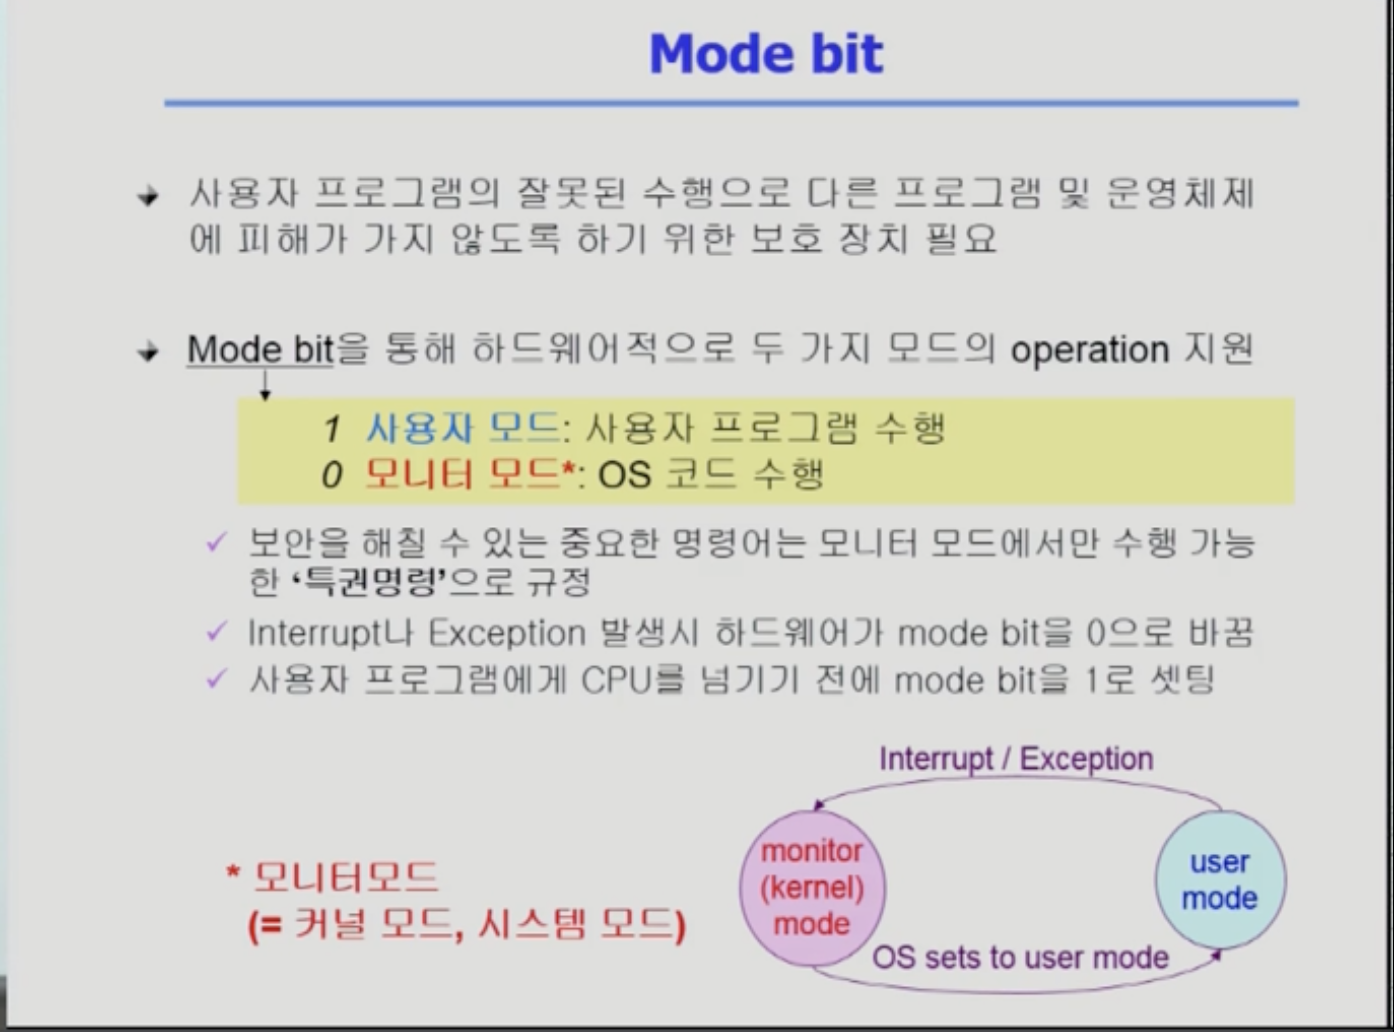 Mode bit
사용자 프로그램의 잘못된 수행으로 다른 프로그램 및 운영체제
에 피해가 가지 않도록 하기 위한 보호 장치 필요
Mode bit을 통해 하드웨어적으로 두 가지 모드의 operation 지원
1 사용자 모드: 사용자 프로그램 수행
0 모니터 모드*: OS 코드 수행
✓ 보안을 해칠 수 있는 중요한 명령어는 모니터 모드에서만 수행 가능
한 ‘특권명령’으로 규정
✓ Interrupt나 Exception 발생시 하드웨어가 mode bit을 0으로 바꿈
✓ 사용자 프로그램에게 CPU를 넘기기 전에 mode bit을 1로 셋팅
Interrupt / Exception
monitor
(kernel)
mode
user
mode
OS sets to user mode
* 모니터모드
(= 커널 모드, 시스템 모드)